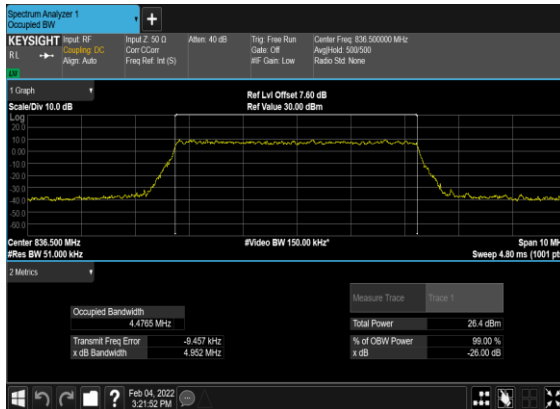 Spectrum Analyzer 1
Occupied BW
+
KEYSIGHT Input: RF Input Z: 50 Ω Atten: 40 dB Trig: Free Run Center Freq: 836.500000 MHz
RL Coupling: DC Corr CCorr Gate: Off Avg|Hold: 500/500
Align: Auto Freq Ref: Int (S) #IF Gain: Low Radio Std: None
1 Graph
Ref Lvl Offset 7.60 dB
Scale/Div 10.0 dB Ref Value 30.00 dBm
Log
20.0
10.0
0.00
-10.0
-20.0
-30.0
-40.0
-50.0
-60.0
Center 836.500 MHz #Video BW 150.00 kHz* Span 10 MH
#Res BW 51.000 kHz Sweep 4.80 ms (1001 pt
2 Metrics
Measure Trace Trace 1
Occupied Bandwidth
4.4765 MHz Total Power 26.4 dBm
Transmit Freq Error -9.457 kHz % of OBW Power 99.00 %
x dB Bandwidth 4.952 MHz x dB -26.00 dB
? Feb 04, 2022
3:21:52 PM